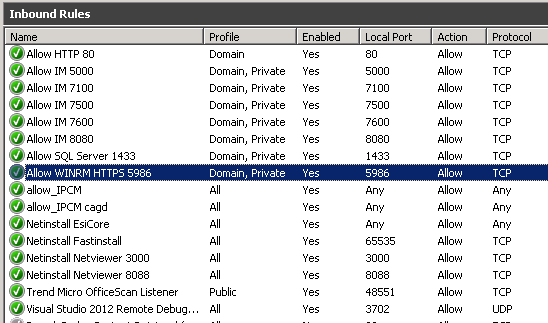 Inbound Rules
Name Profile Enabled Local Port Action Protocol
Allow HTTP 80 Domain Yes 80 Allow TCP
Allow IM 5000 Domain, Private Yes 5000 Allow TCP
Allow IM 7100 Domain, Private Yes 7100 Allow TCP
Allow IM 7500 Domain, Private Yes 7500 Allow TCP
Allow IM 7600 Domain, Private Yes 7600 Allow TCP
Allow IM 8080 Domain, Private Yes 8080 Allow TCP
Allow SQL Server 1433 Domain, Private Yes 1433 Allow TCP
Allow WINRM HTTPS 5986 Domain, Private Yes 5986 Allow TCP
allow_IPCM All Yes Any Allow Any
allow_IPCM cagd All Yes Any Allow Any
Netinstall EsiCore All Yes Any Allow Any
Netinstall Fastinstall All Yes 65535 Allow TCP
Netinstall Netviewer 3000 All Yes 3000 Allow TCP
Netinstall Netviewer 8088 All Yes 8088 Allow TCP
Trend Micro OfficeScan Listener Public Yes 48551 Allow TCP
Visual Studio 2012 Remote Debug... All Yes 3702 Allow UDP